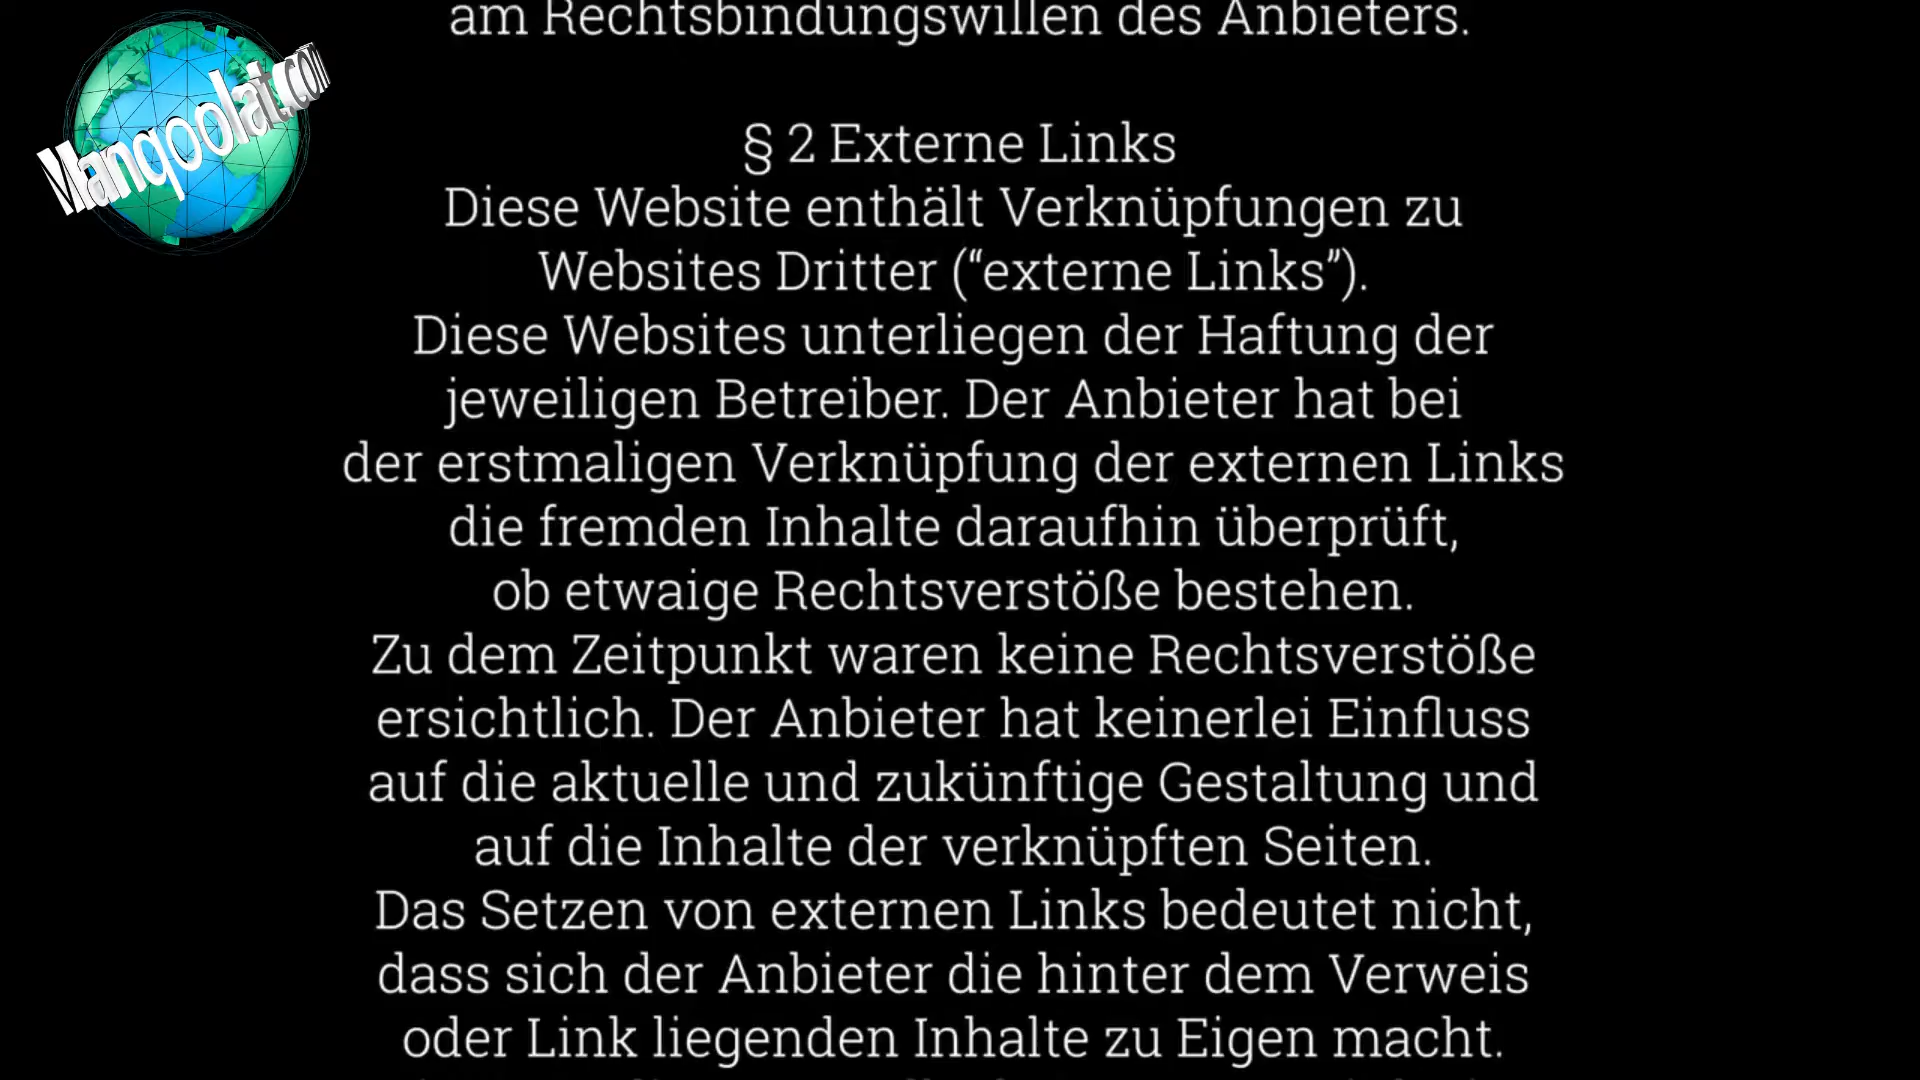 am Rechtsbindungswillen des Anbieters.
Manqoolat.com
§ 2 Externe Links
Diese Website enthält Verknüpfungen zu
Websites Dritter (“externe Links”).
Diese Websites unterliegen der Haftung der
jeweiligen Betreiber. Der Anbieter hat bei
der erstmaligen Verknüpfung der externen Links
die fremden Inhalte daraufhin überprüft,
ob etwaige Rechtsverstöße bestehen.
Zu dem Zeitpunkt waren keine Rechtsverstöße
ersichtlich. Der Anbieter hat keinerlei Einfluss
auf die aktuelle und zukünftige Gestaltung und
auf die Inhalte der verknüpften Seiten.
Das Setzen von externen Links bedeutet nicht,
dass sich der Anbieter die hinter dem Verweis
oder Link liegenden Inhalte zu Eigen macht.